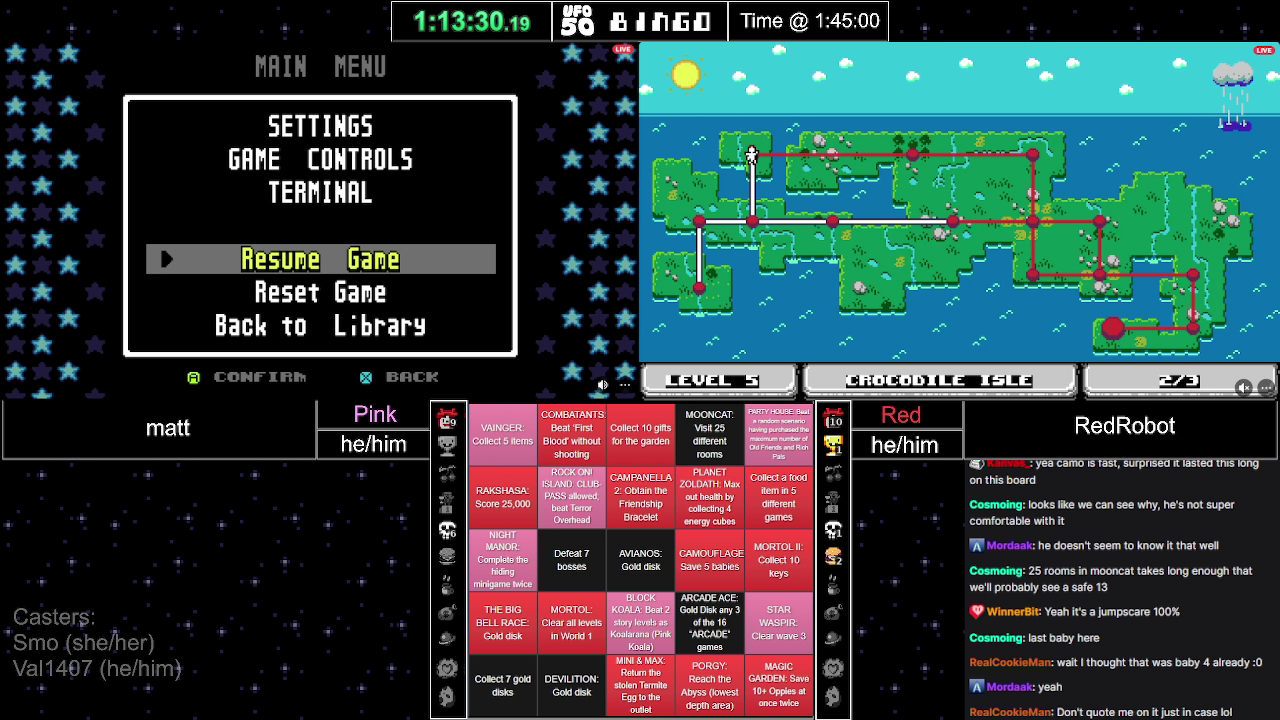 1:13:30.19
UFO 50
BINGO
Time @ 1:45:00
LIVE
MAIN MENU
SETTINGS
GAME CONTROLS
TERMINAL
Resume Game
Reset Game
Back to Library
A CONFIRM
X BACK
LIVE
LEVEL 5
CROCODILE ISLE
2/3
matt
Pink
he/him
Red
he/him
RedRobot
9
6
VAINGER: Collect 5 items
COMBATANTS: Beat 'First Blood' without shooting
Collect 10 gifts for the garden
MOONCAT: Visit 25 different rooms
PARTY HOUSE: Beat a random scenario having purchased the maximum number of Old Friends and Rich Pals
RAKSHASA: Score 25,000
ROCK ON! ISLAND: CLUB-PASS allowed, beat Terror Overhead
CAMPANELLA 2: Obtain the Friendship Bracelet
PLANET ZOLDATH: Max out health by collecting 4 energy cubes
Collect a food item in 5 different games
NIGHT MANOR: Complete the hiding minigame twice
Defeat 7 bosses
AVIANOS: Gold disk
CAMOUFLAGE: Save 5 babies
MORTOL II: Collect 10 keys
THE BIG BELL RACE: Gold disk
MORTOL: Clear all levels in World 1
BLOCK KOALA: Beat 2 story levels as Koalarana (Pink Koala)
ARCADE ACE: Gold Disk any 3 of the 16 "ARCADE" games
STAR WASPIR: Clear wave 3
Collect 7 gold disks
DEVILITION: Gold disk
MINI & MAX: Return the stolen Termite Egg to the outlet
PORGY: Reach the Abyss (lowest depth area)
MAGIC GARDEN: Save 10+ Oppies at once twice
10
1
1
2
Kanvas_: yea camo is fast, surprised it lasted this long
on this board
Cosmoing: looks like we can see why, he's not super
comfortable with it
Mordaak: he doesn't seem to know it that well
Cosmoing: 25 rooms in mooncat takes long enough that
we'll probably see a safe 13
WinnerBit: Yeah it's a jumpscare 100%
Cosmoing: last baby here
RealCookieMan: wait I thought that was baby 4 already :0
Mordaak: yeah
RealCookieMan: Don't quote me on it just in case lol
Casters:
Smo (she/her)
Val1407 (he/him)